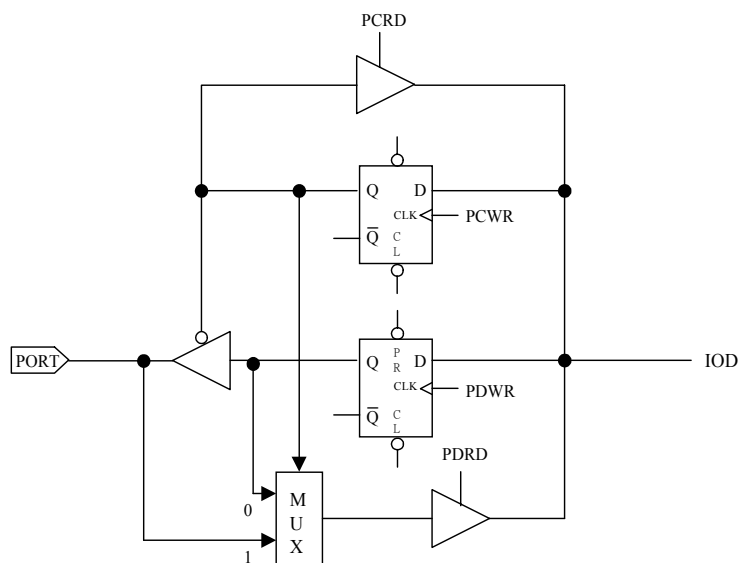 PCRD
Q D
CLK
PCWR
Q̅
C
L
PORT
Q D
P
R
CLK
PDWR
IOD
Q̅
C
L
PDRD
M
U
X
0
1